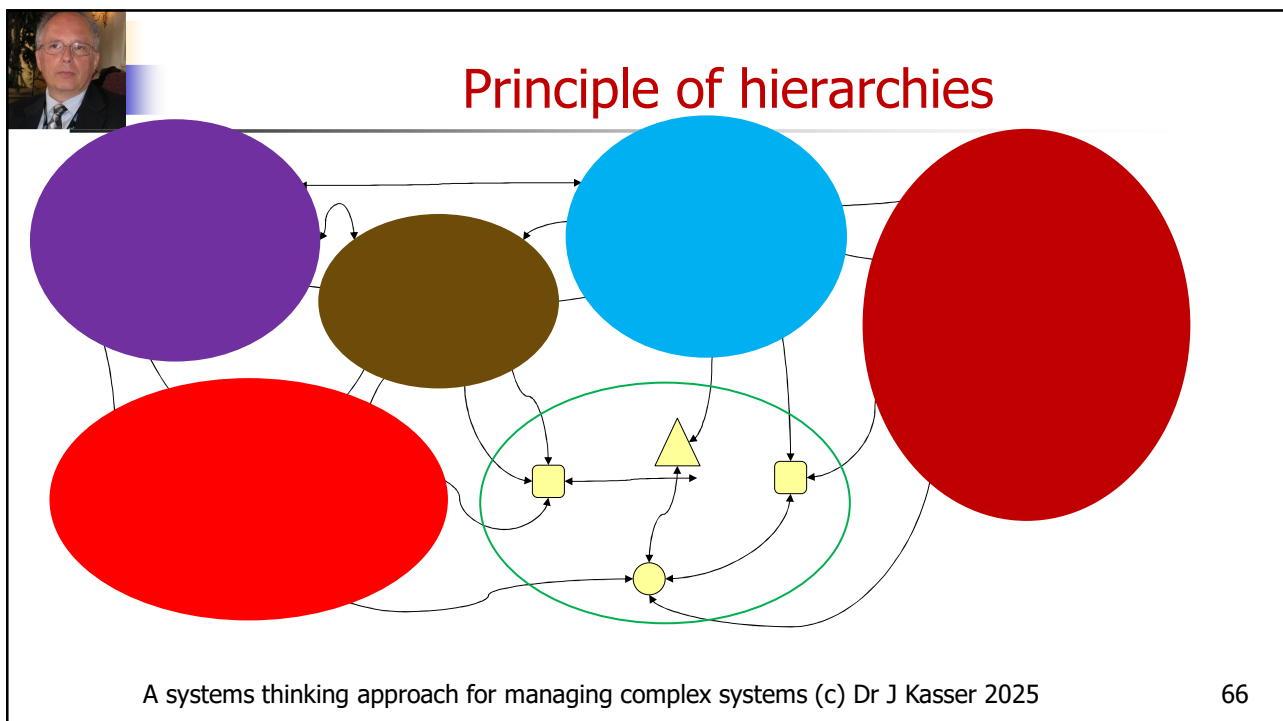 Principle of hierarchies
A systems thinking approach for managing complex systems (c) Dr J Kasser 2025
66